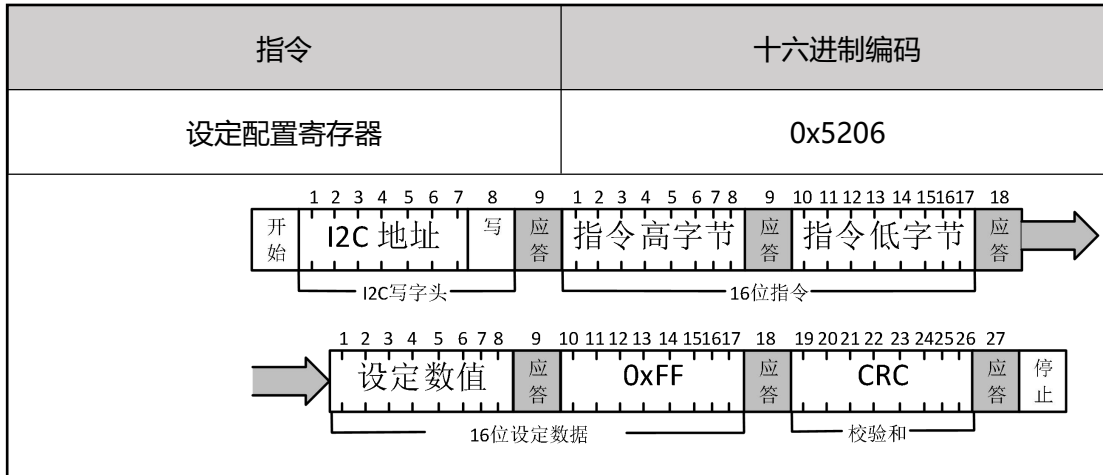 指令 十六进制编码
设定配置寄存器 0x5206
1 2 3 4 5 6 7 8 9 1 2 3 4 5 6 7 8 9 10 11 12 13 14 15 16 17 18
开始 I2C 地址 写 应答 指令高字节 应答 指令低字节 应答
I2C写字头 16位指令
1 2 3 4 5 6 7 8 9 10 11 12 13 14 15 16 17 18 19 20 21 22 23 24 25 26 27
设定数值 应答 0xFF 应答 CRC 应答 停止
16位设定数据 校验和